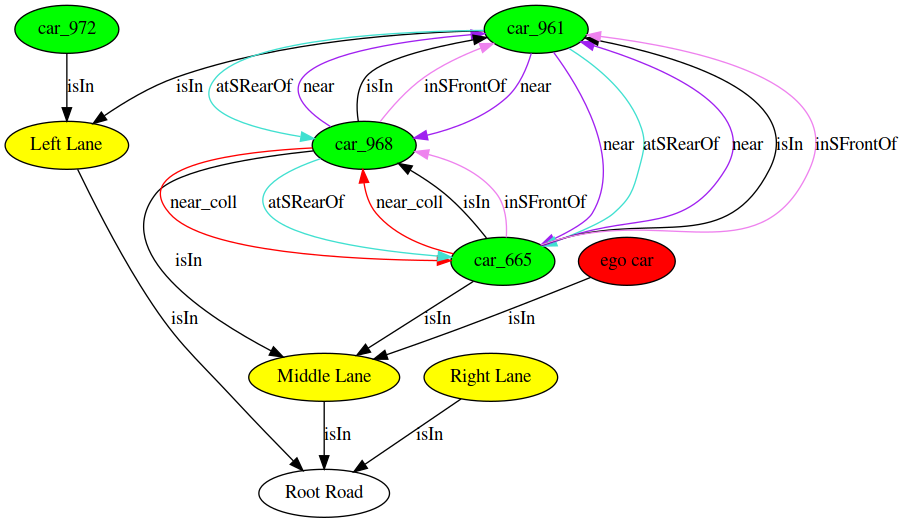 car_972
car_961
isIn
isIn
atSRearOf
near
isIn
inSFrontOf
near
Left Lane
car_968
near
atSRearOf
near
isIn
inSFrontOf
near_coll
atSRearOf
near_coll
isIn
inSFrontOf
isIn
car_665
ego car
isIn
isIn
isIn
Middle Lane
Right Lane
isIn
isIn
Root Road